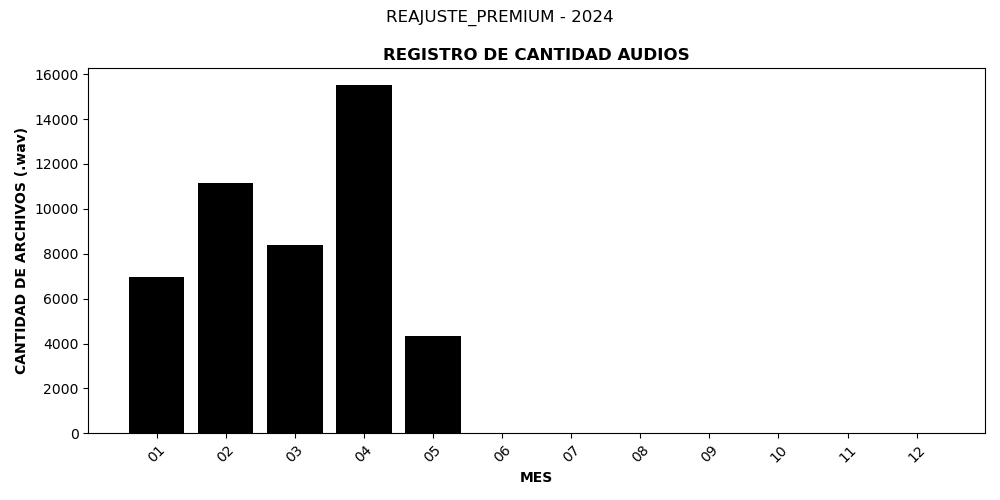 REAJUSTE_PREMIUM - 2024
REGISTRO DE CANTIDAD AUDIOS
CANTIDAD DE ARCHIVOS (.wav)
16000
14000
12000
10000
8000
6000
4000
2000
0
01 02 03 04 05 06 07 08 09 10 11 12
MES